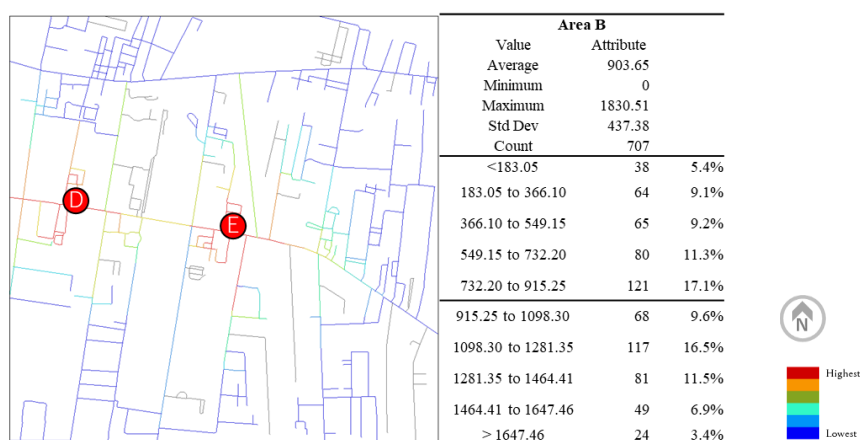 D
E
Area B
Value Attribute
Average 903.65
Minimum 0
Maximum 1830.51
Std Dev 437.38
Count 707
<183.05 38 5.4%
183.05 to 366.10 64 9.1%
366.10 to 549.15 65 9.2%
549.15 to 732.20 80 11.3%
732.20 to 915.25 121 17.1%
915.25 to 1098.30 68 9.6%
1098.30 to 1281.35 117 16.5%
1281.35 to 1464.41 81 11.5%
1464.41 to 1647.46 49 6.9%
> 1647.46 24 3.4%
N
Highest
Lowest